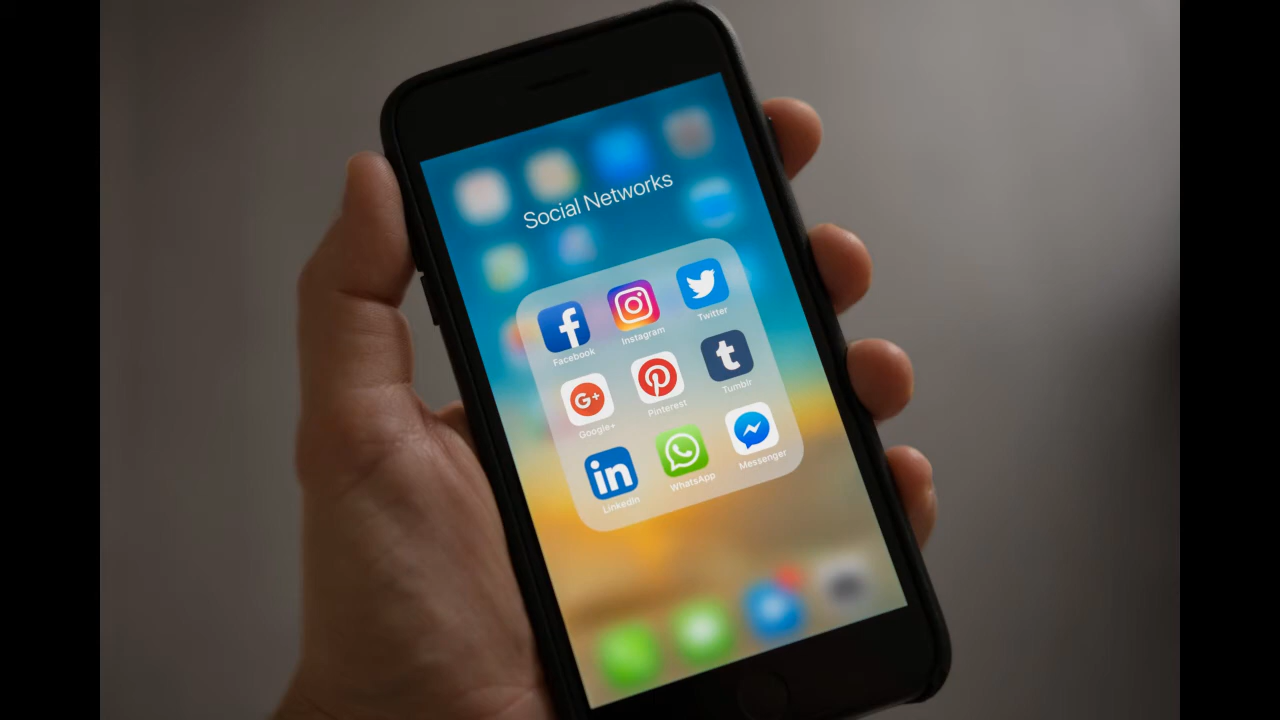 Social Networks
Facebook
Instagram
Twitter
Google+
Pinterest
Tumblr
LinkedIn
WhatsApp
Messenger